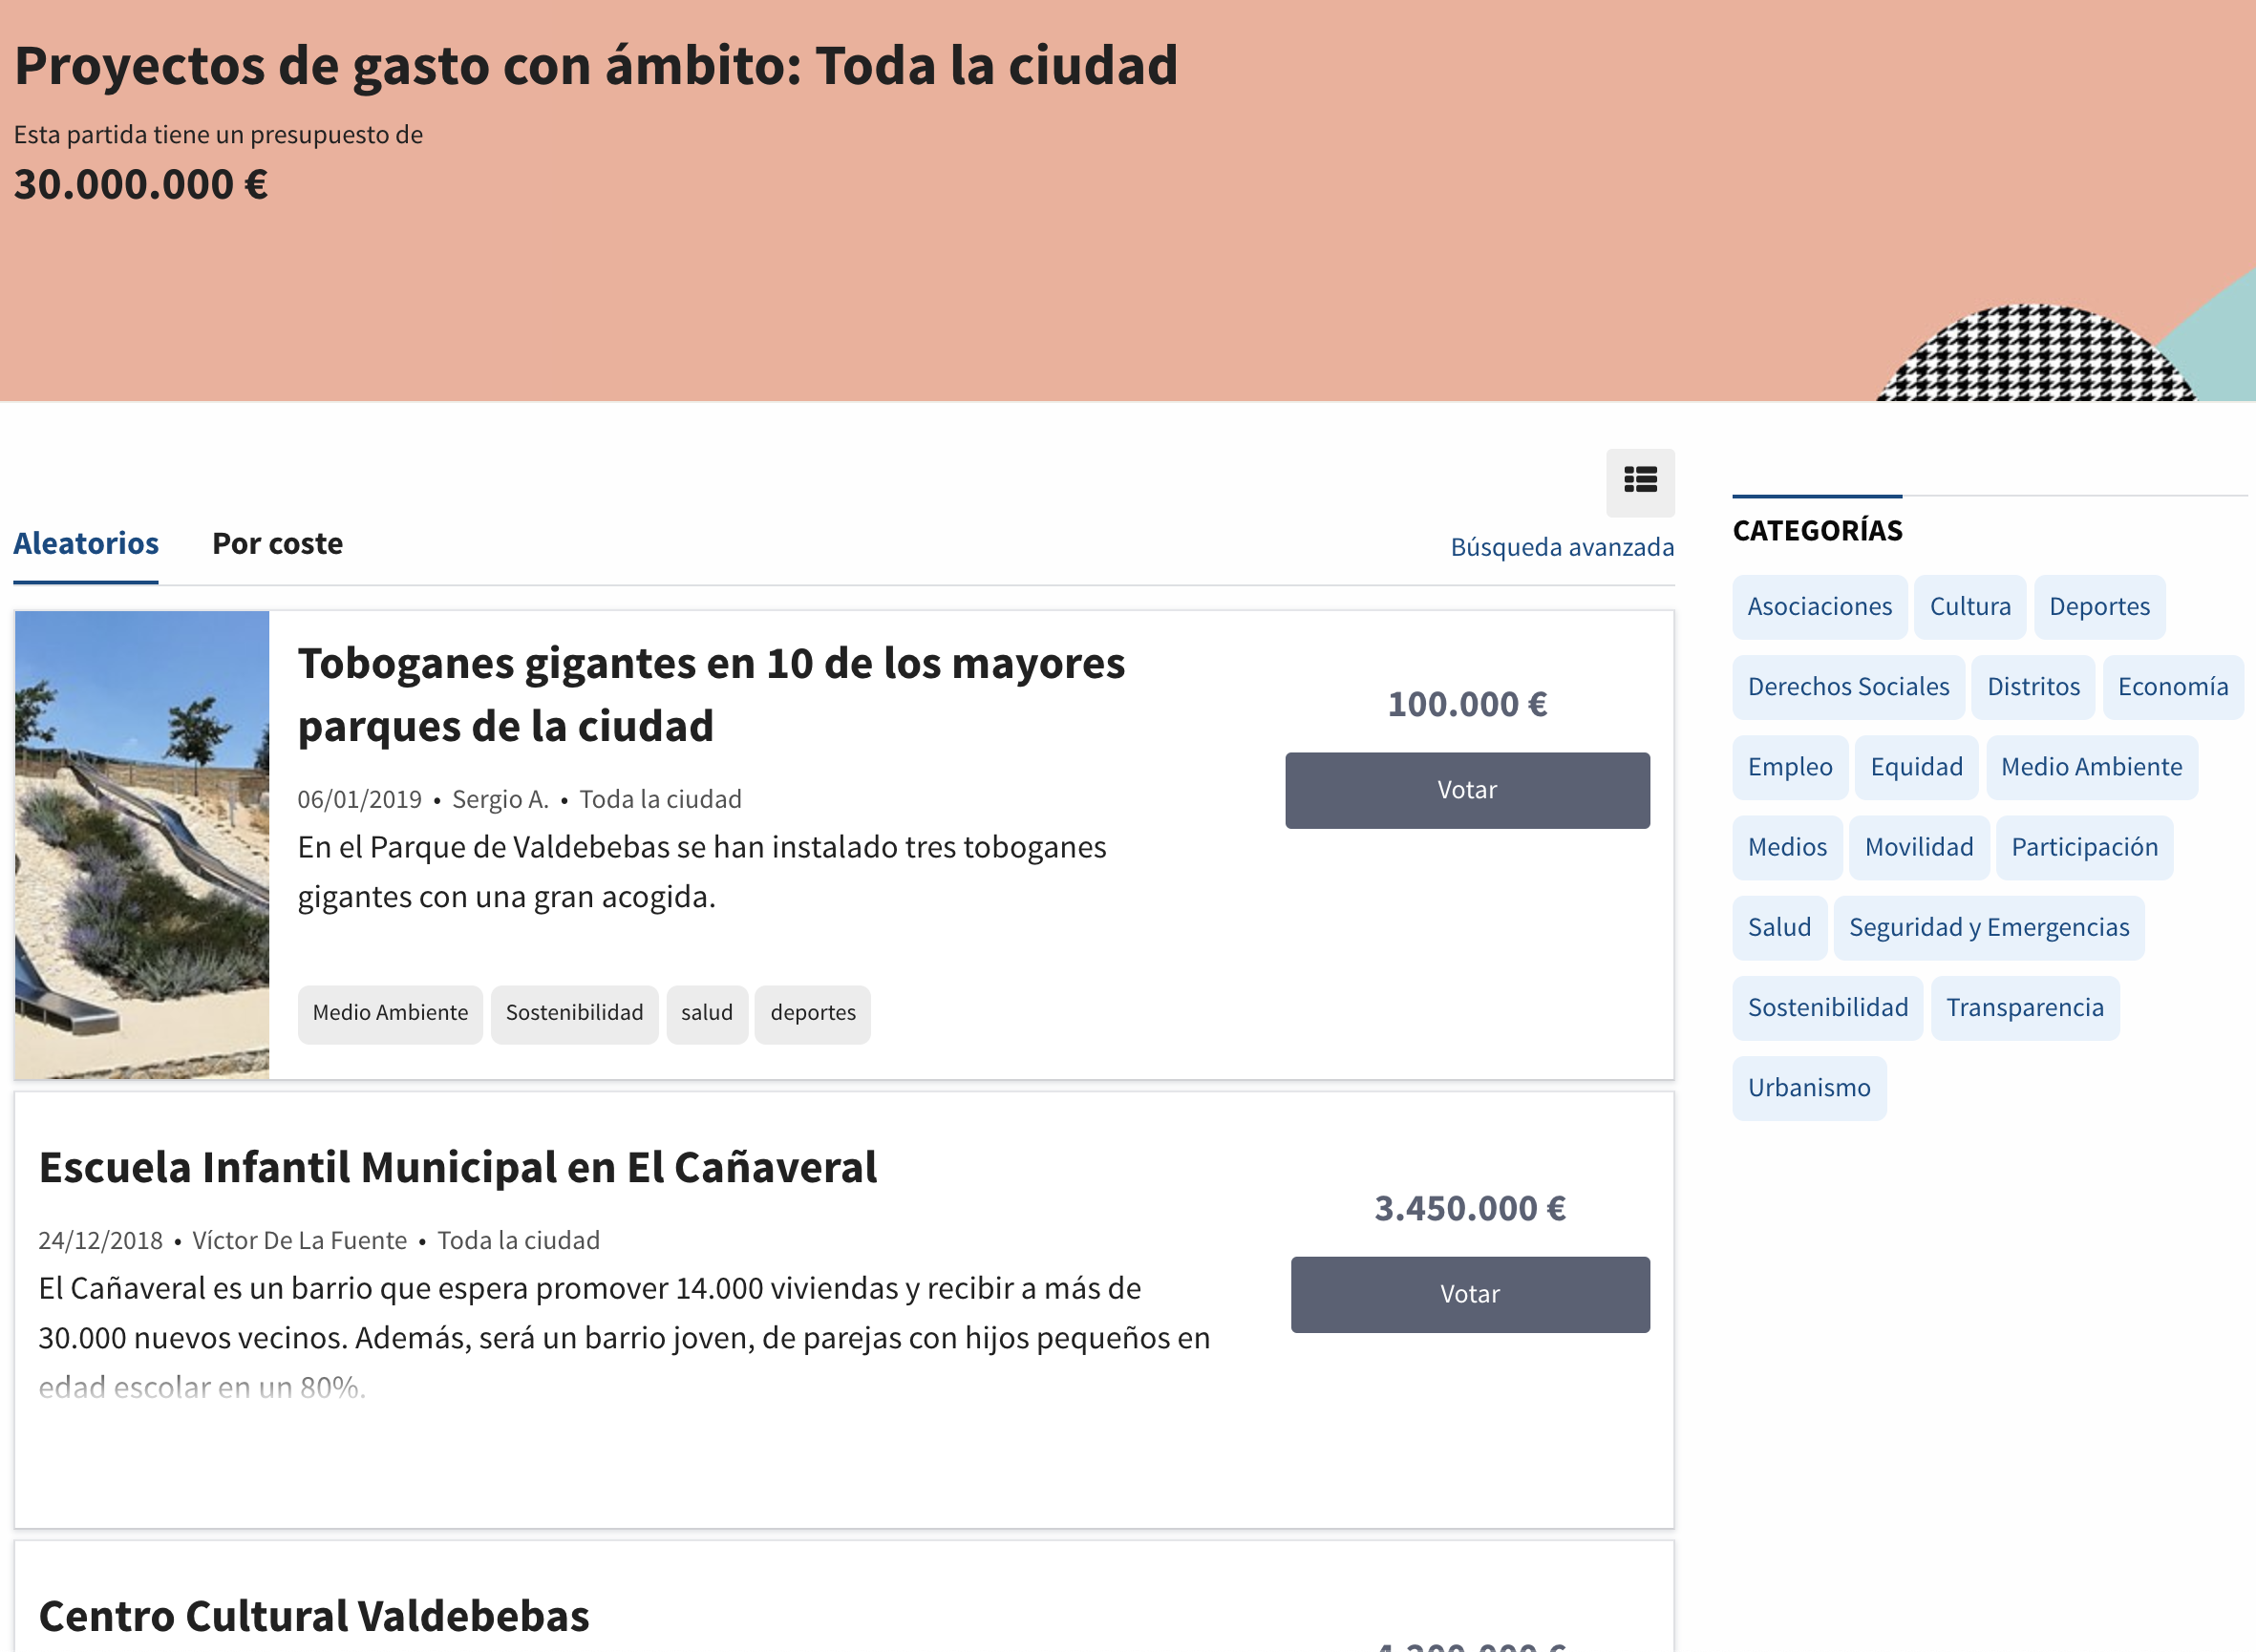 Proyectos de gasto con ámbito: Toda la ciudad
Esta partida tiene un presupuesto de
30.000.000 €
Aleatorios
Por coste
Búsqueda avanzada
Toboganes gigantes en 10 de los mayores
parques de la ciudad
06/01/2019 • Sergio A. • Toda la ciudad
En el Parque de Valdebebas se han instalado tres toboganes
gigantes con una gran acogida.
Medio Ambiente
Sostenibilidad
salud
deportes
100.000 €
Votar
Escuela Infantil Municipal en El Cañaveral
24/12/2018 • Víctor De La Fuente • Toda la ciudad
El Cañaveral es un barrio que espera promover 14.000 viviendas y recibir a más de
30.000 nuevos vecinos. Además, será un barrio joven, de parejas con hijos pequeños en
edad escolar en un 80%.
3.450.000 €
Votar
Centro Cultural Valdebebas
CATEGORÍAS
Asociaciones
Cultura
Deportes
Derechos Sociales
Distritos
Economía
Empleo
Equidad
Medio Ambiente
Medios
Movilidad
Participación
Salud
Seguridad y Emergencias
Sostenibilidad
Transparencia
Urbanismo